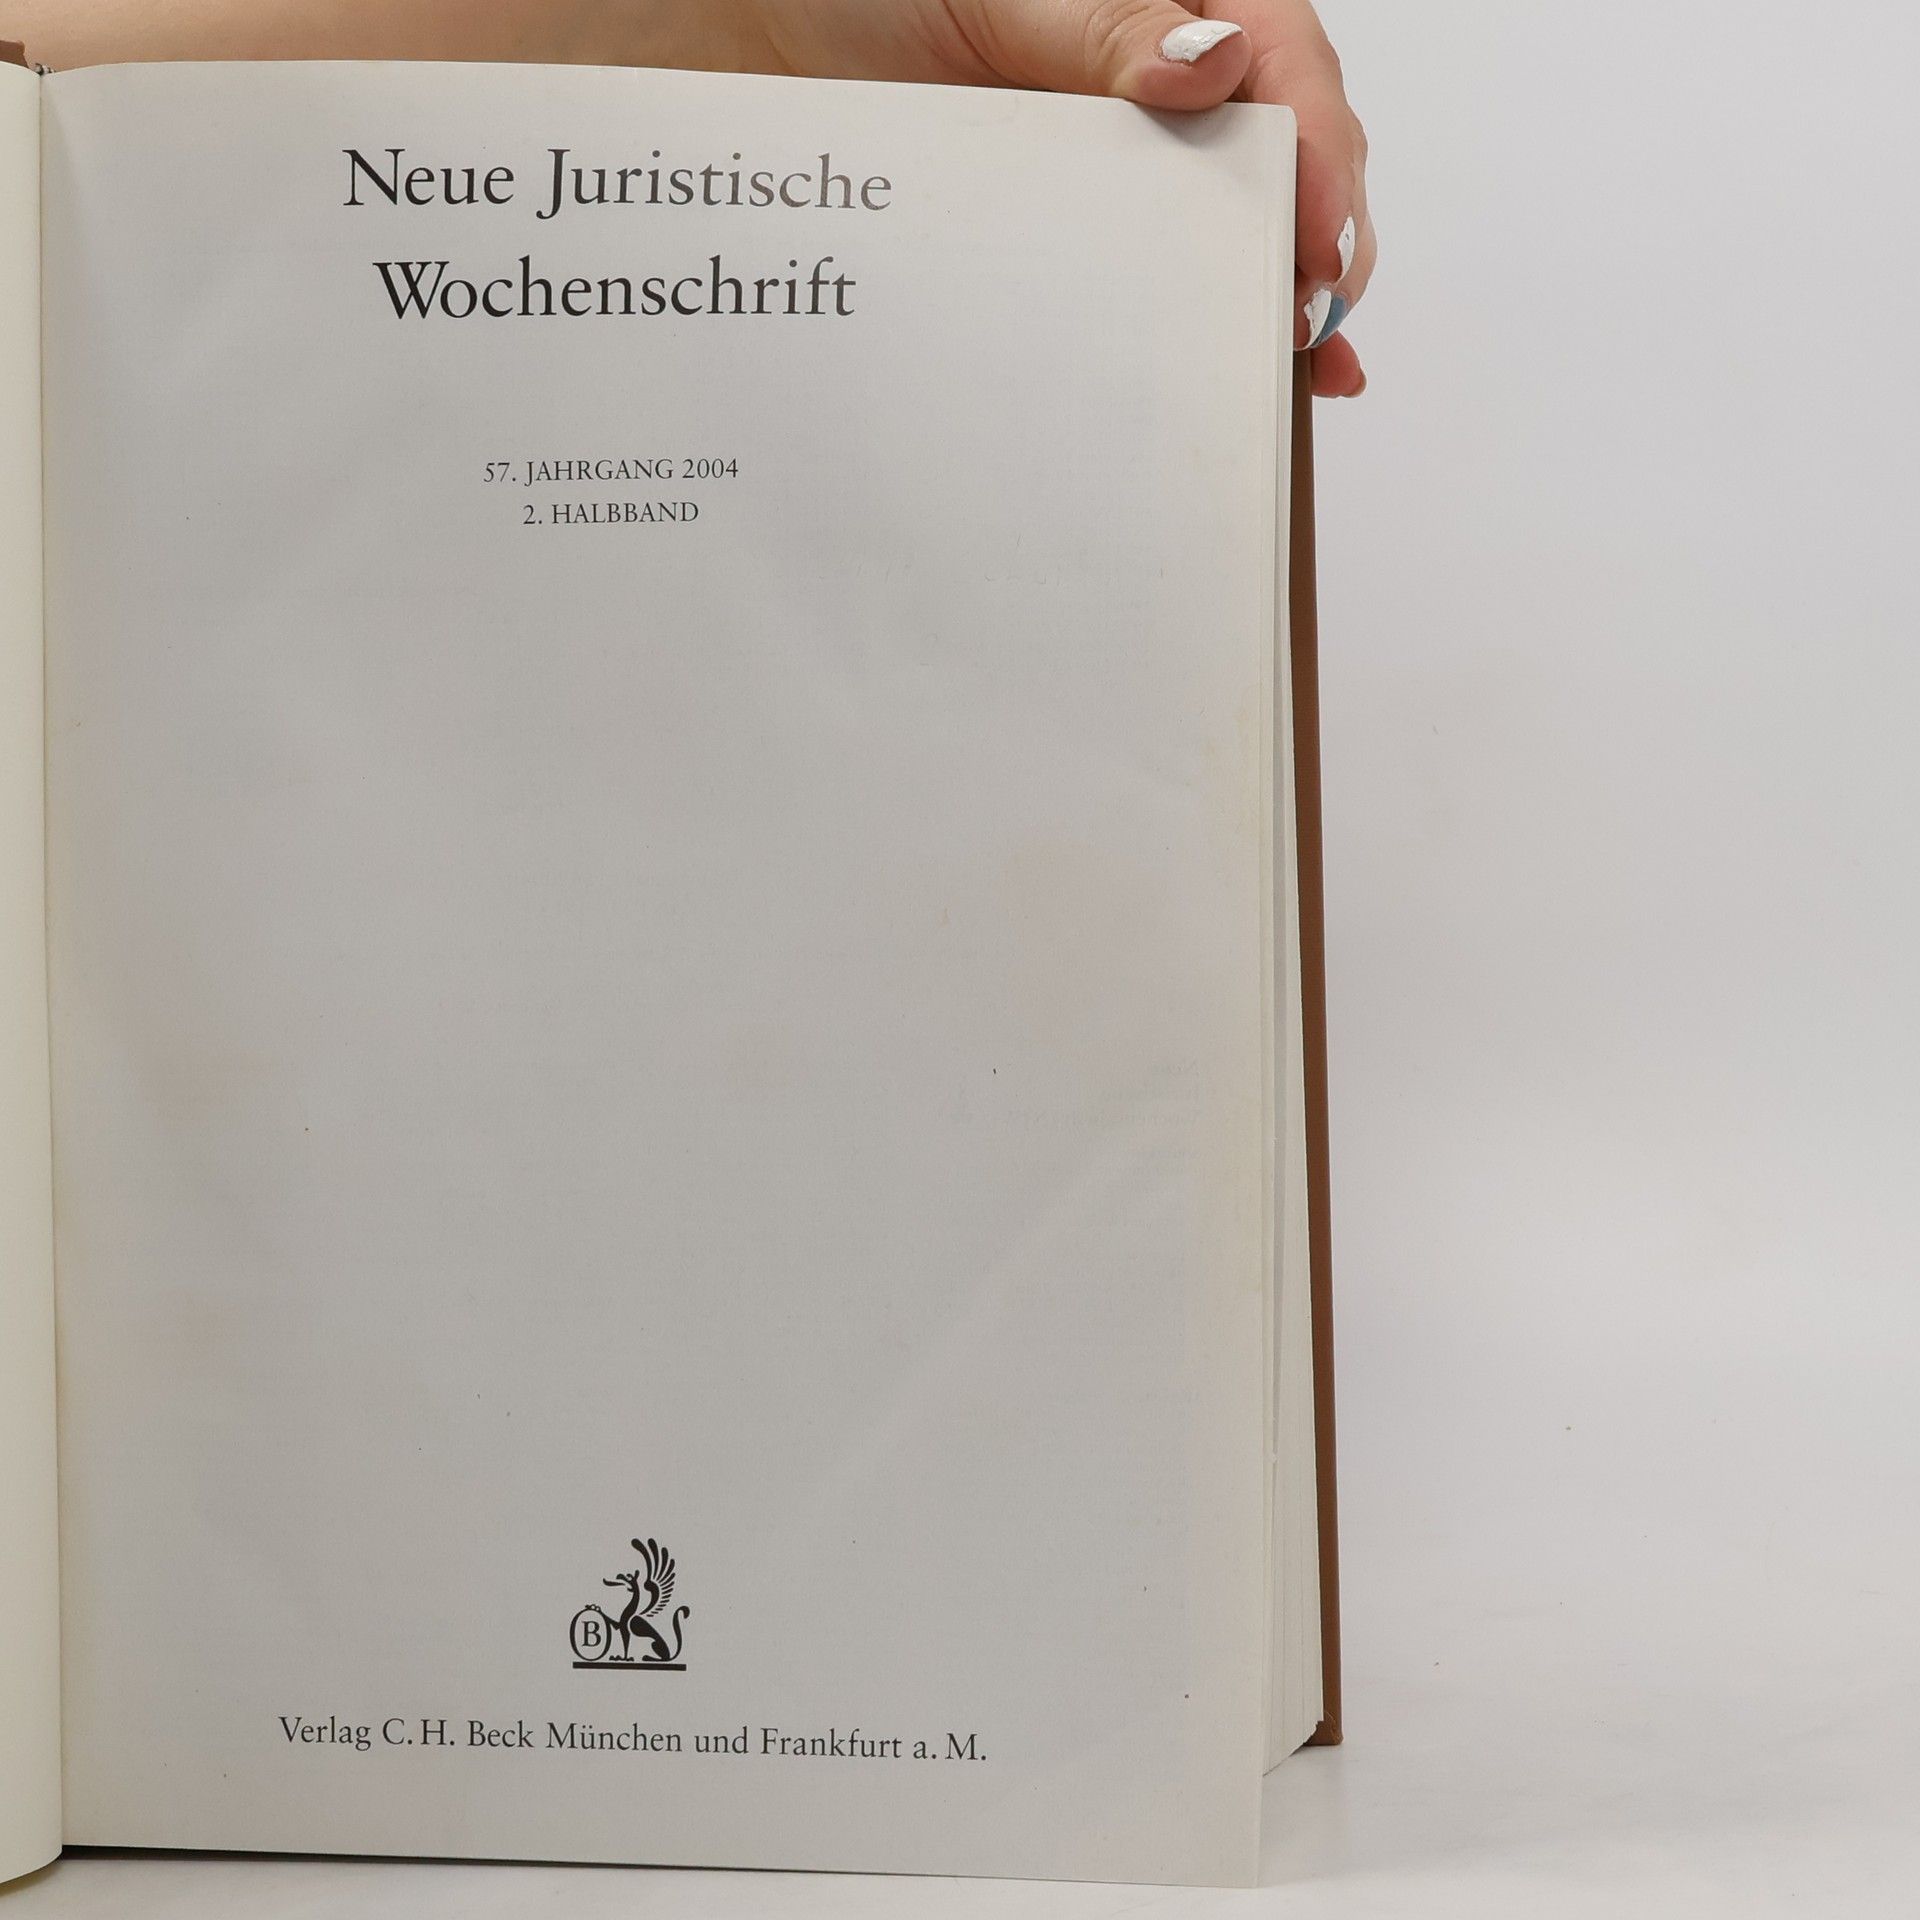 Neue Juristische
Wochenschrift
57. JAHRGANG 2004
2. HALBBAND
B
Verlag C. H. Beck München und Frankfurt a. M.